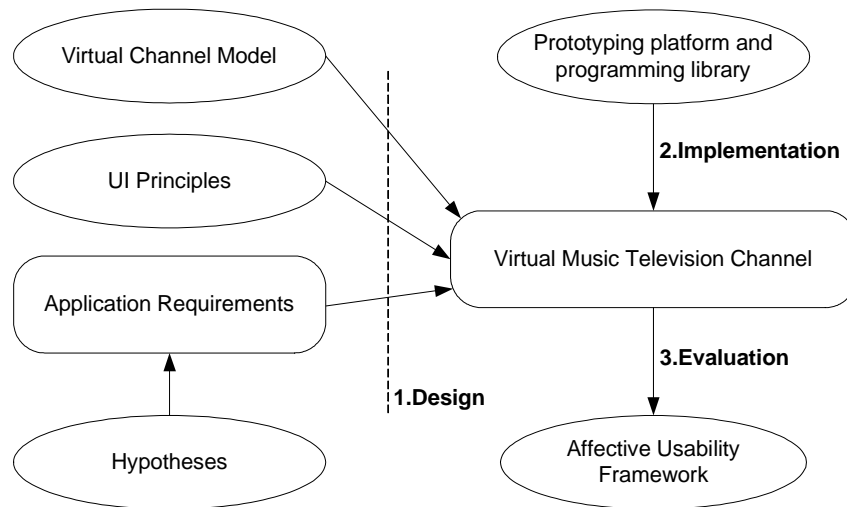 Virtual Channel Model
Prototyping platform and
programming library
2.Implementation
UI Principles
Virtual Music Television Channel
Application Requirements
3.Evaluation
1.Design
Hypotheses
Affective Usability
Framework